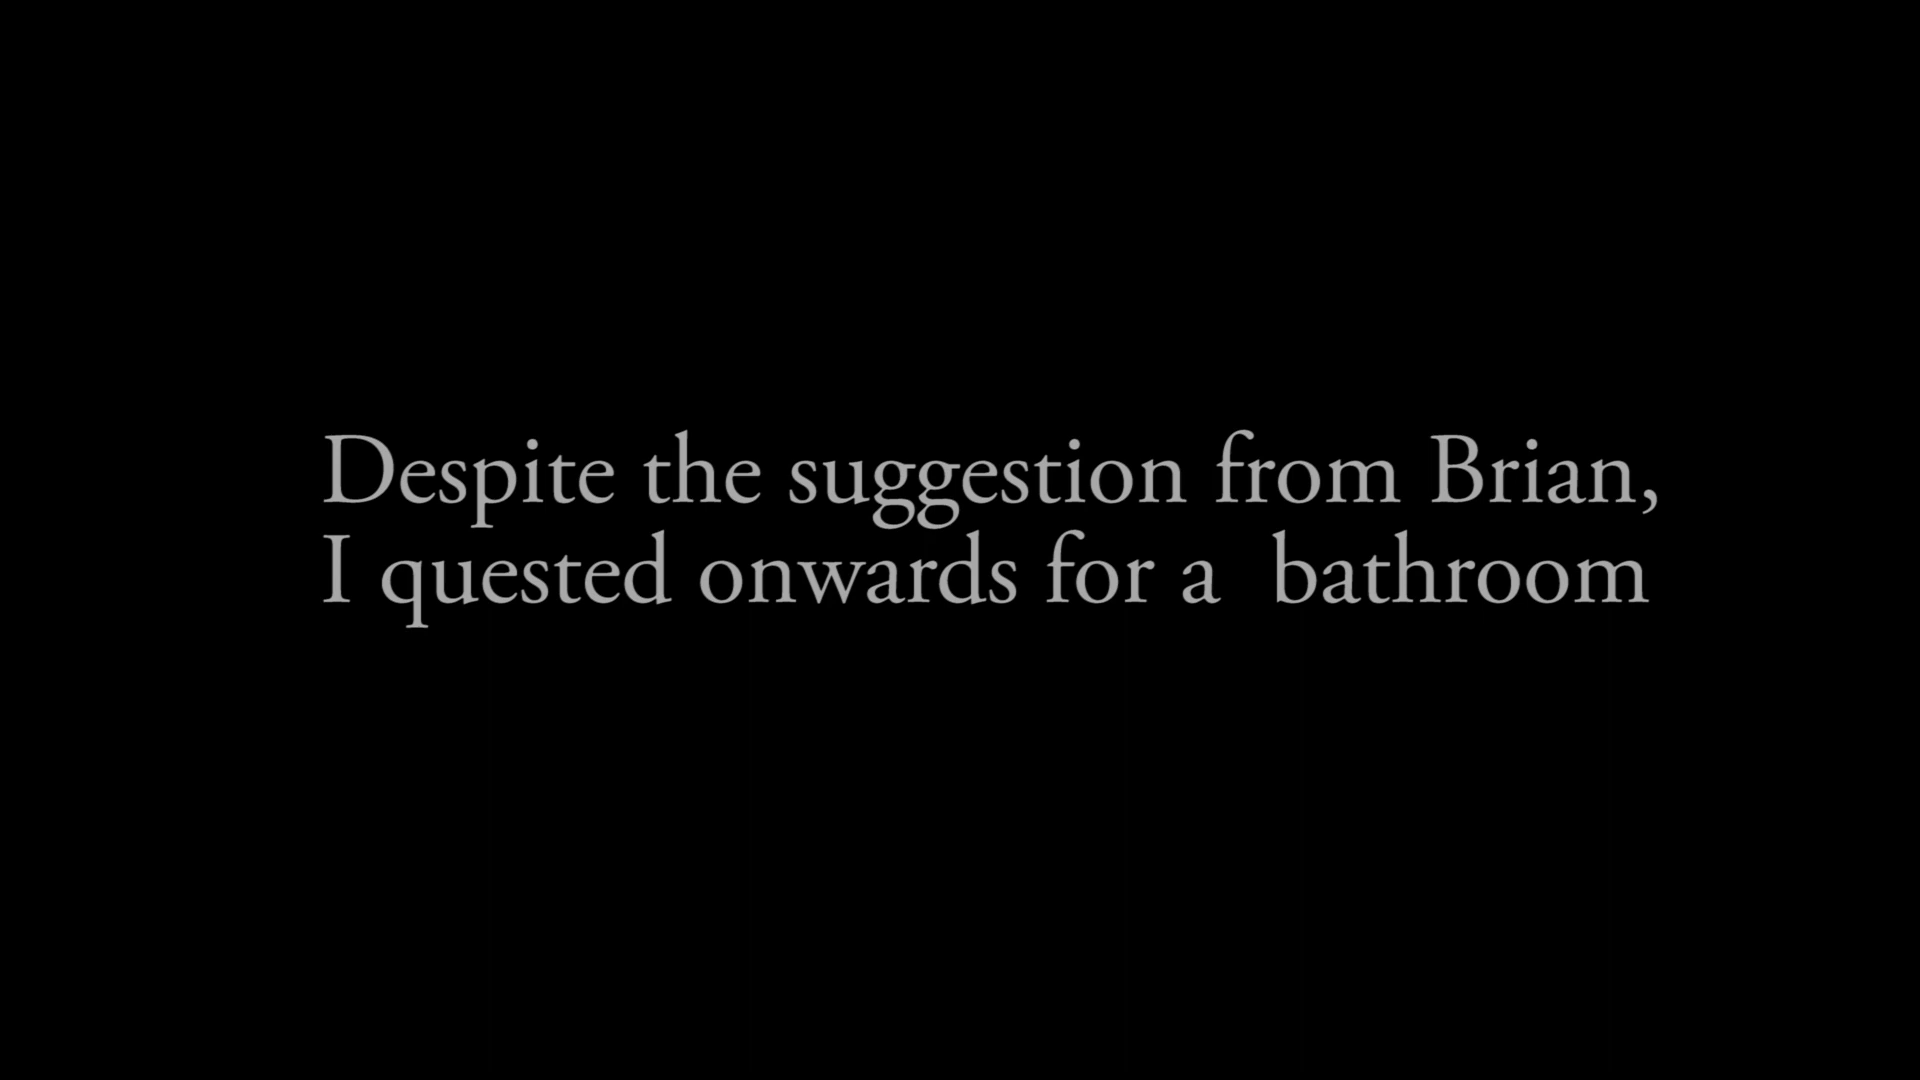 Despite the suggestion from Brian,
I quested onwards for a  bathroom